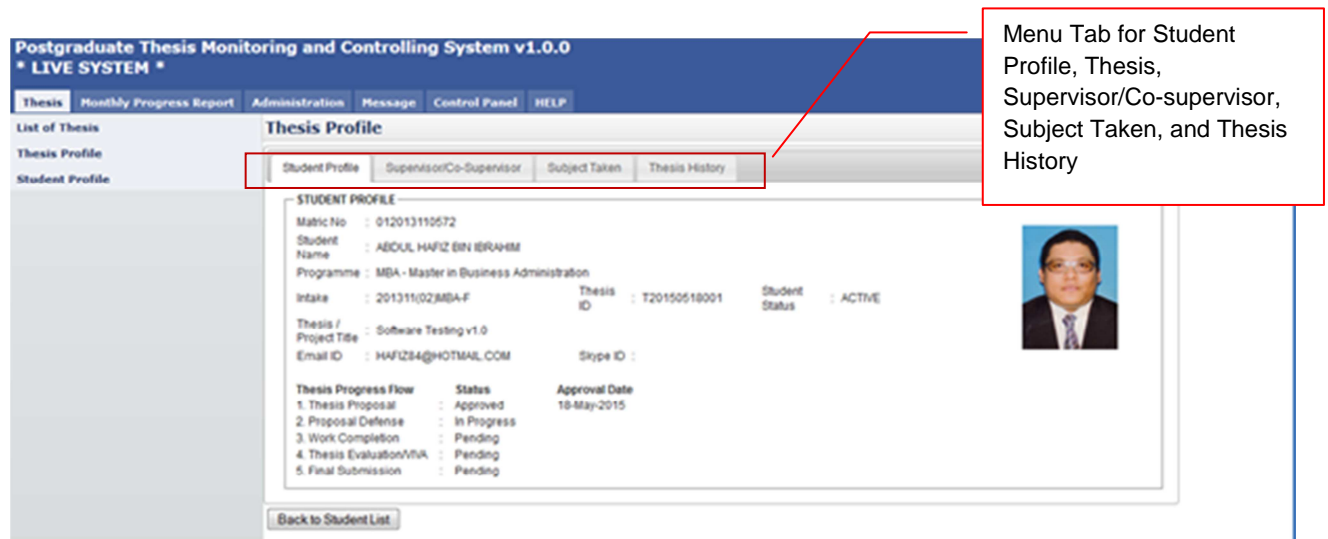 Postgraduate Thesis Monitoring and Controlling System v1.0.0
* LIVE SYSTEM *
Menu Tab for Student
Profile, Thesis,
Supervisor/Co-supervisor,
Subject Taken, and Thesis
History
Thesis Monthly Progress Report Administration Message Control Panel HELP
List of Thesis
Thesis Profile
Student Profile
Thesis Profile
Student Profile Supervisor/Co-Supervisor Subject Taken Thesis History
STUDENT PROFILE
Matric No : 012013110572
Student Name : ABDUL HAFIZ BIN IBRAHIM
Programme : MBA - Master in Business Administration
Intake : 201311(02)MBA-F Thesis ID : T20150518001 Student Status : ACTIVE
Thesis / Project Title : Software Testing v1.0
Email ID : HAFIZ84@HOTMAIL.COM Skype ID :
Thesis Progress Flow Status Approval Date
1. Thesis Proposal : Approved 18-May-2015
2. Proposal Defense : In Progress
3. Work Completion : Pending
4. Thesis Evaluation/VIVA : Pending
5. Final Submission : Pending
Back to Student List